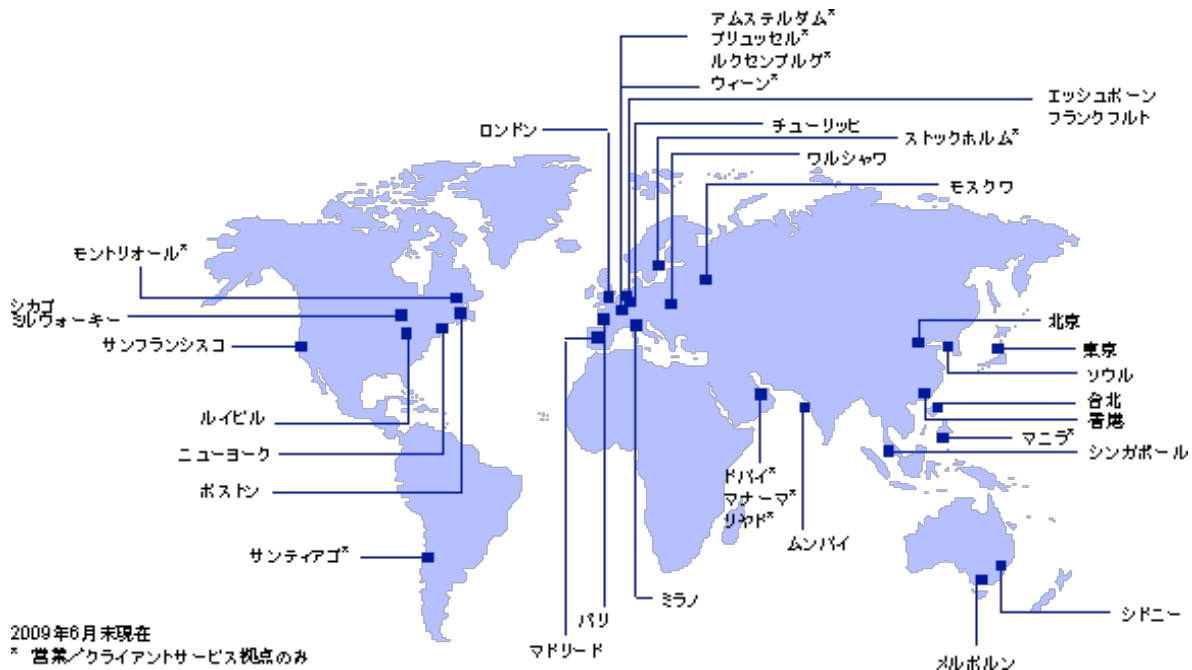 アムステルダム*
ブリュッセル*
ルクセンブルグ*
ウィーン*
エッシュボーン
フランクフルト
ロンドン
チューリッヒ
ストックホルム*
ワルシャワ
モスクワ
モントリオール*
シカゴ
ミルウォーキー
サンフランシスコ
北京
東京
ソウル
台北
香港
マニラ*
シンガポール
ルイビル
ニューヨーク
ボストン
ドバイ*
マナーマ*
リヤド*
ムンバイ
サンティアゴ*
ミラノ
パリ
マドリード
シドニー
メルボルン
2009年6月末現在
* 営業/クライアントサービス拠点のみ